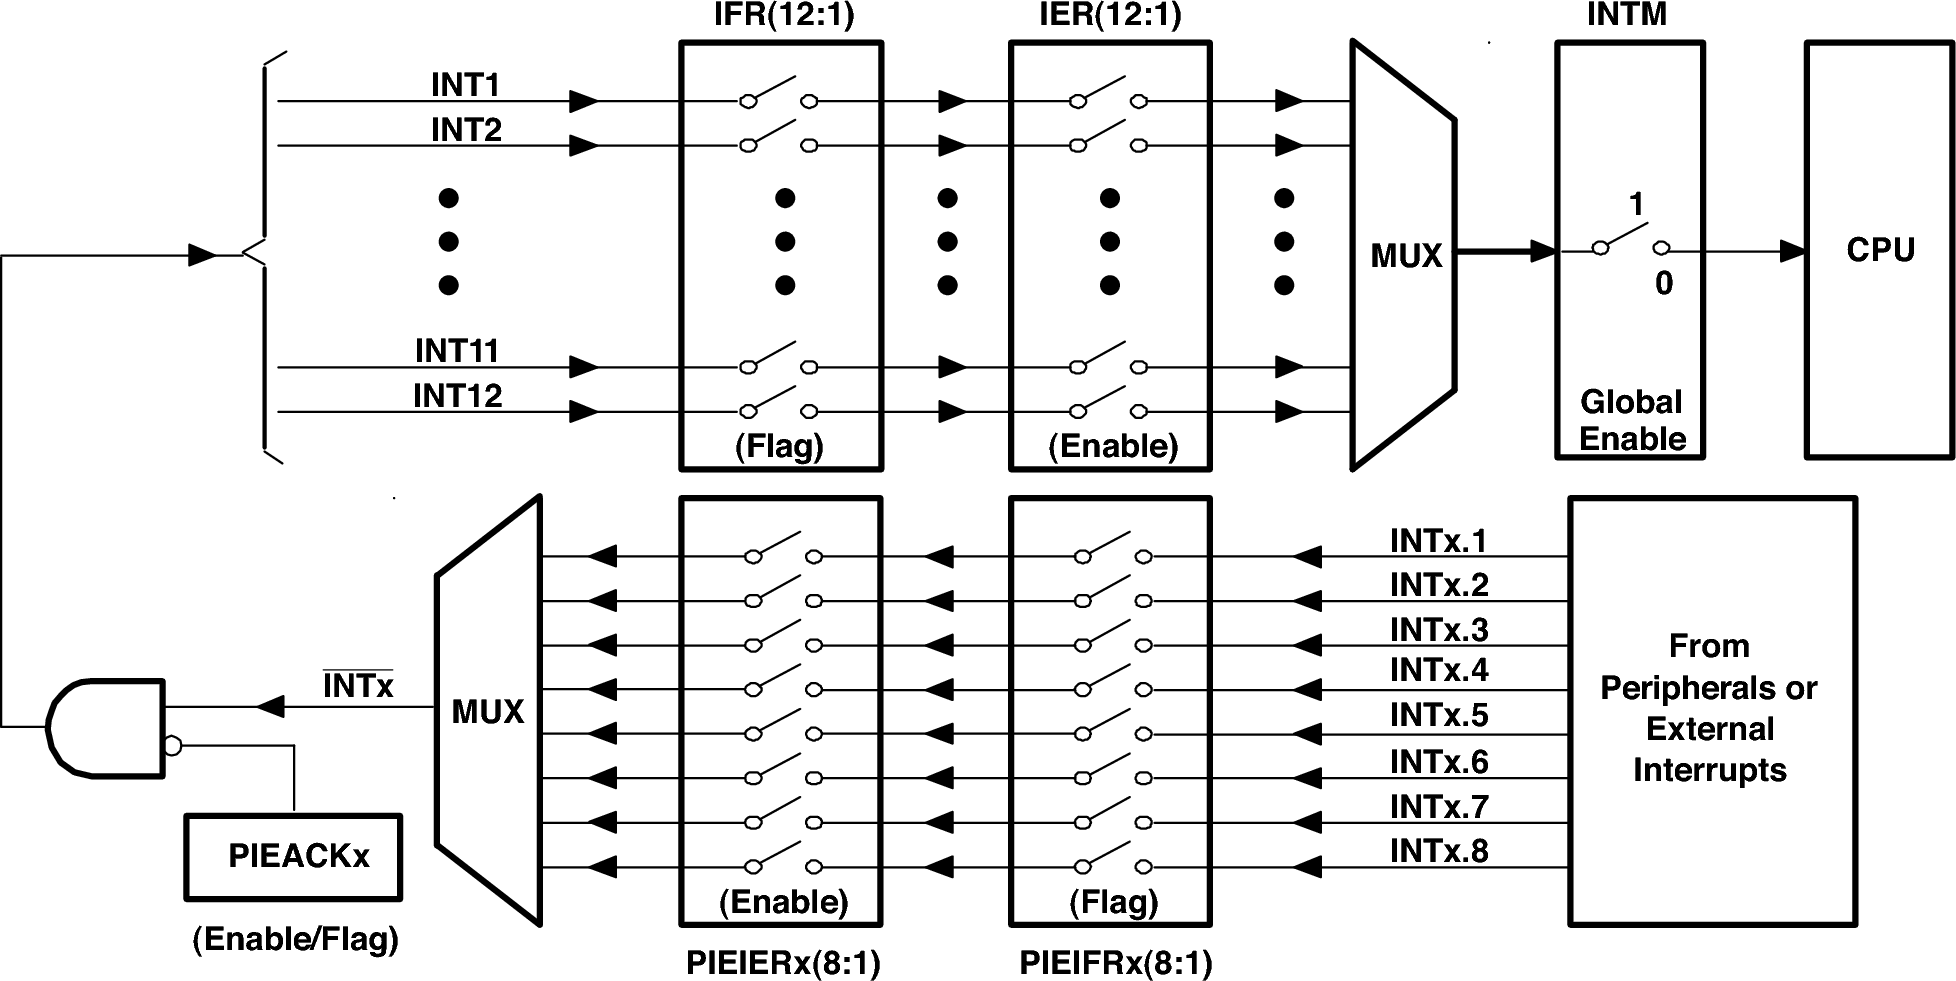 IFR(12:1)
IER(12:1)
INTM
INT1
INT2
1
MUX
CPU
0
INT11
INT12
Global
Enable
(Flag)
(Enable)
INTx.1
INTx.2
INTx.3
INTx.4
INTx.5
INTx.6
INTx.7
INTx.8
From
Peripherals or
External
Interrupts
INTx
MUX
PIEACKx
(Enable/Flag)
(Enable)
(Flag)
PIEIERx(8:1)
PIEIFRx(8:1)